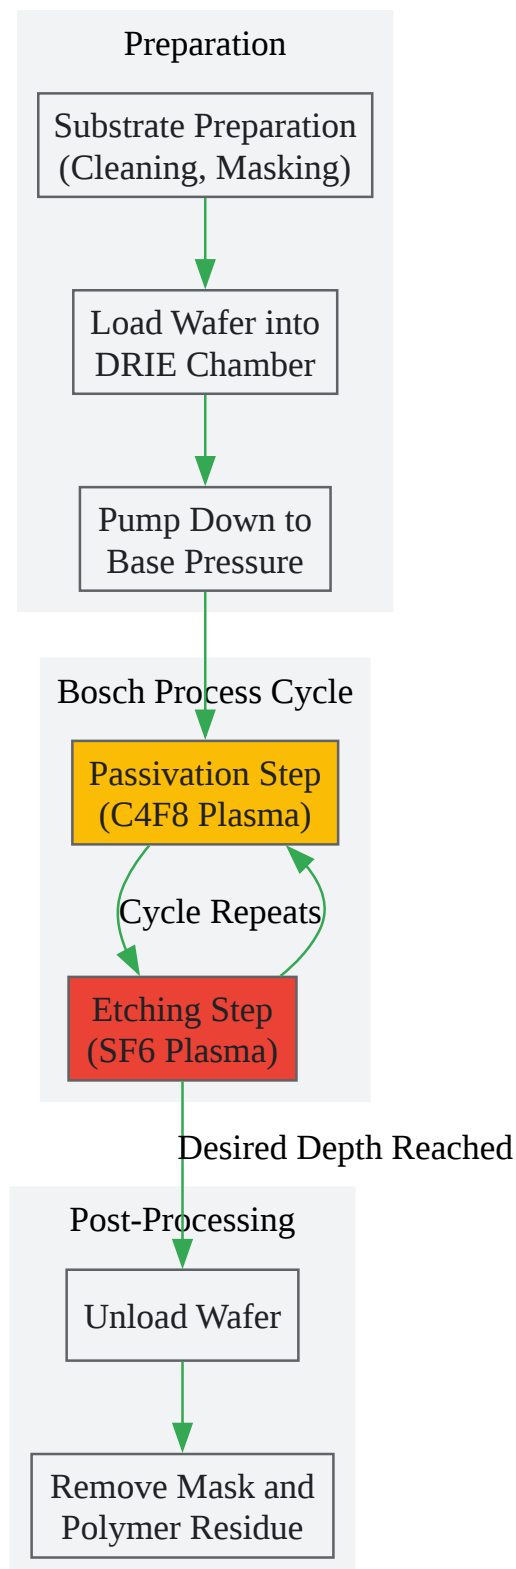 Preparation
Substrate Preparation
(Cleaning, Masking)
Load Wafer into
DRIE Chamber
Pump Down to
Base Pressure
Bosch Process Cycle
Passivation Step
(C4F8 Plasma)
Cycle Repeats
Etching Step
(SF6 Plasma)
Desired Depth Reached
Post-Processing
Unload Wafer
Remove Mask and
Polymer Residue